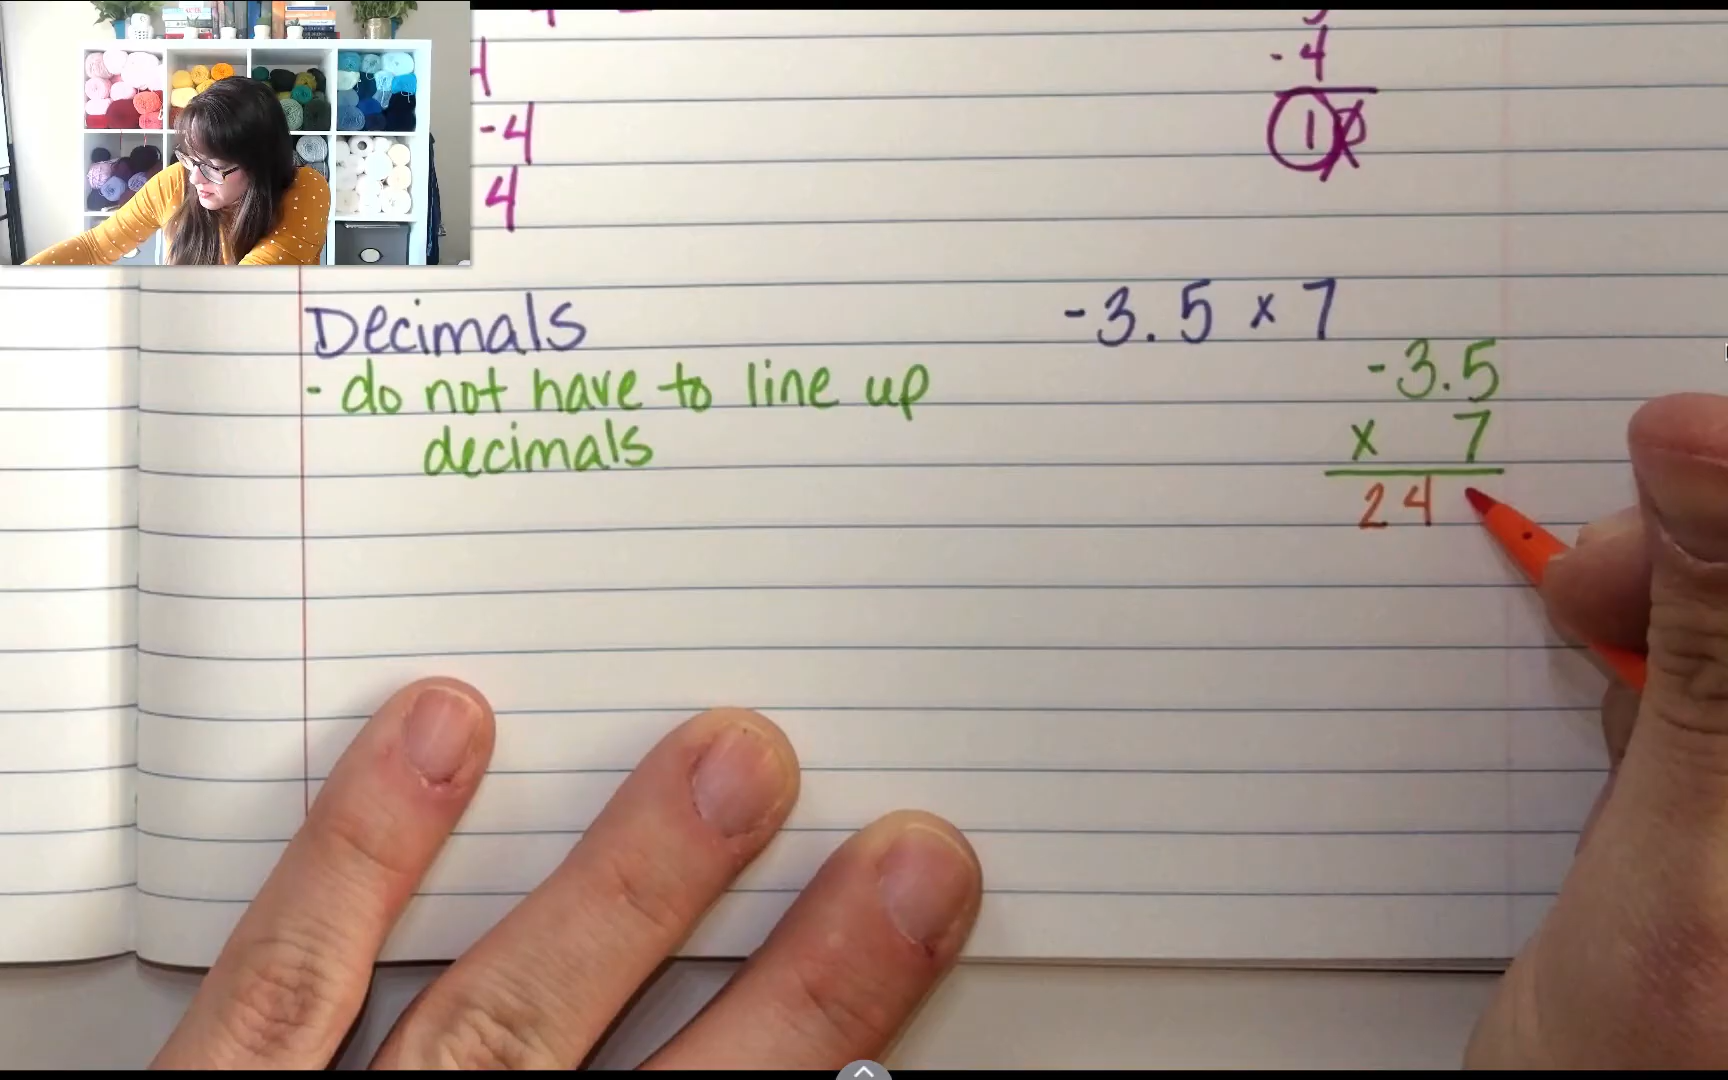 4
- 4
-4
1
4
Decimals
-3.5 x 7
- do not have to line up
decimals
-3.5
x 7
24